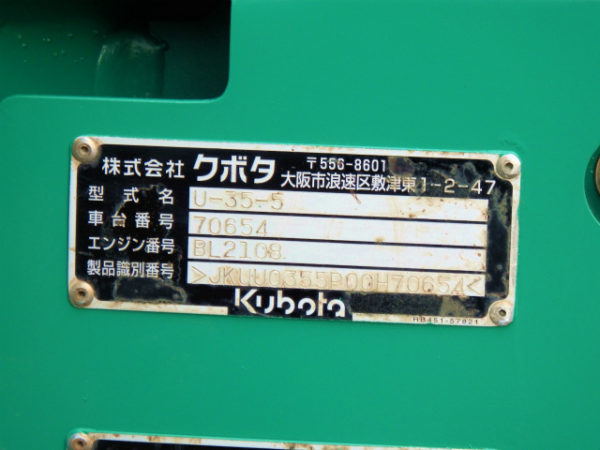 株式会社 クボタ 〒556-8601
大阪市浪速区敷津東1-2-47
型式名 U-35-5
車台番号 70654
エンジン番号 BL2108
製品識別番号 >JKUU0355P00H70654<
Kubota